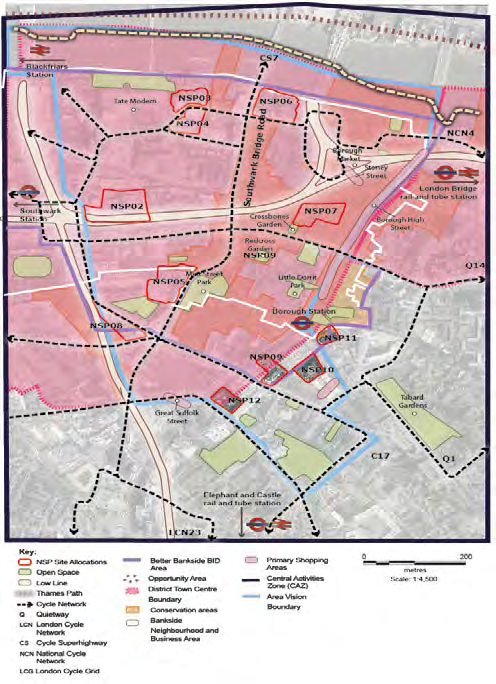 CS7
Blackfriars
Station
Tate Modern
NSP03
NSP06
NSP04
Southwark Bridge Road
NCN4
Borough
Market
Stoney
Street
London Bridge
rail and tube station
Southwark
Station
NSP02
NSP07
Crossbones
Garden
Borough High
Street
Redcross
Garden
NSP09
Q14
Mint Street
Park
Little Dorrit
Park
NSP05
Borough Station
NSP08
NSP11
NSP09
NSP10
NSP12
Great Suffolk
Street
Tabard
Gardens
C17
Q1
Elephant and Castle
rail and tube station
LCN23
Key:
NSP Site Allocations
Open Space
Low Line
Thames Path
Cycle Network
Q Quietway
LCN London Cycle
Network
CS Cycle Superhighway
NCN National Cycle
Network
LCG London Cycle Grid
Better Bankside BID
Area
Opportunity Area
District Town Centre
Boundary
Conservation areas
Bankside
Neighbourhood and
Business Area
Primary Shopping
Areas
Central Activities
Zone (CAZ)
Area Vision
Boundary
0 200
metres
Scale: 1:4,500